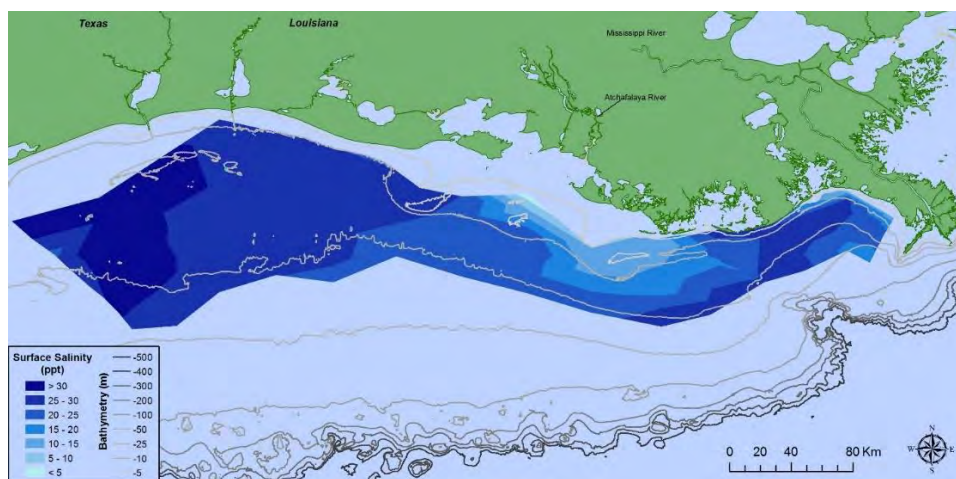 Texas
Louisiana
Mississippi River
Atchafalaya River
Surface Salinity
(ppt)
> 30
25 - 30
20 - 25
15 - 20
10 - 15
5 - 10
< 5
Bathymetry (m)
-500
-400
-300
-200
-100
-50
-25
-10
-5
0 20 40 80 Km
N
W
E
S